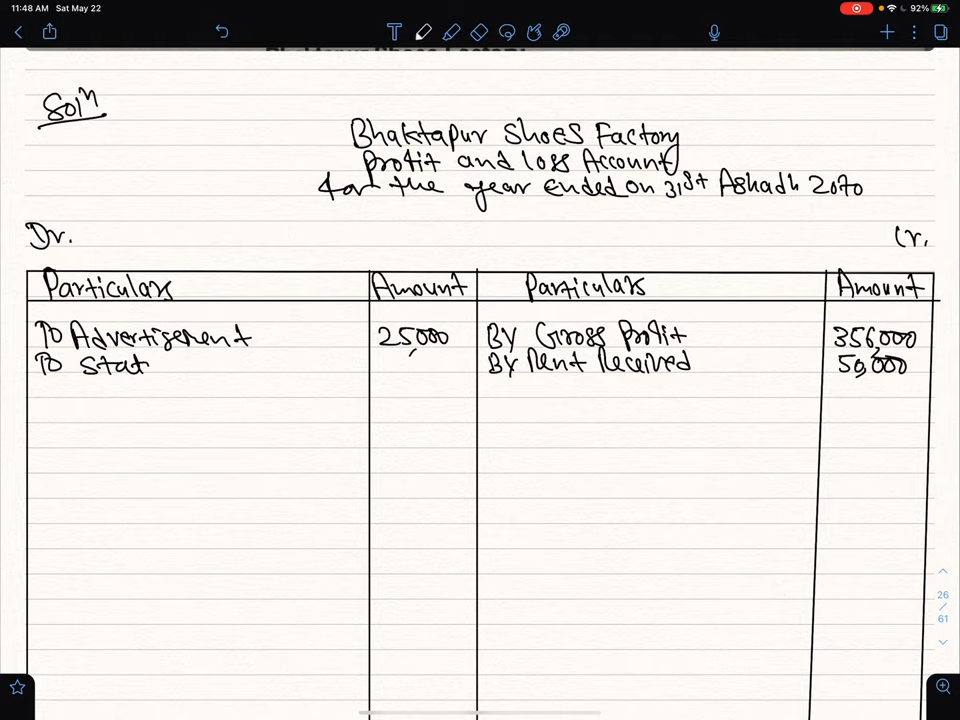 11:48 AM Sat May 22
92%
Soln
Bhaktapur Shoes Factory
Profit and Loss Account
for the year ended on 31st Ashadh 2070
Dr. Cr.
Particulars Amount Particulars Amount
To Advertisement 25,000 By Gross Profit 356,000
To Stat By Rent Received 50,000
26
/
61